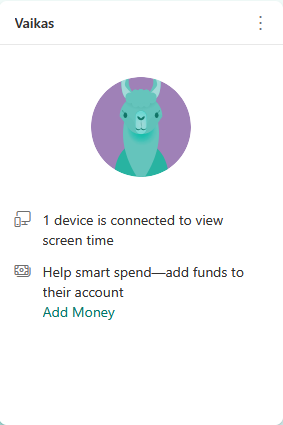 Vaikas
1 device is connected to view
screen time
Help smart spend—add funds to
their account
Add Money